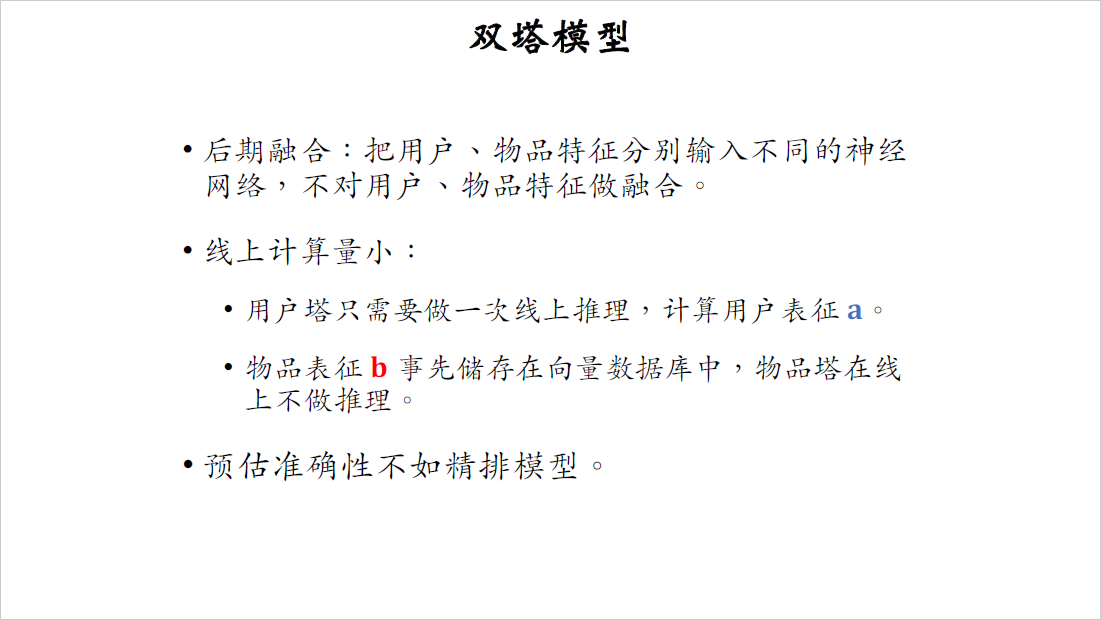 双塔模型
• 后期融合：把用户、物品特征分别输入不同的神经
网络，不对用户、物品特征做融合。
• 线上计算量小：
• 用户塔只需要做一次线上推理，计算用户表征 a。
• 物品表征 b 事先储存在向量数据库中，物品塔在线
上不做推理。
• 预估准确性不如精排模型。